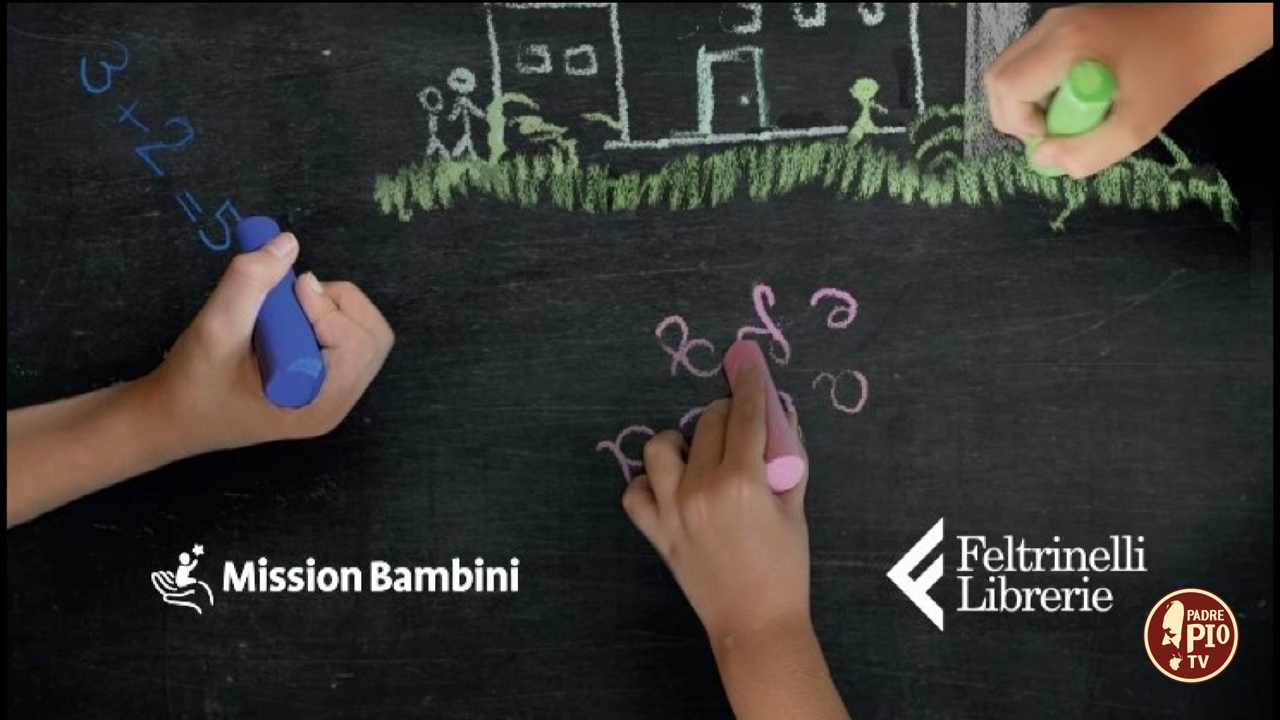 3 + 2 = 5
Mission Bambini
Feltrinelli
Librerie
PADRE
PIO
TV